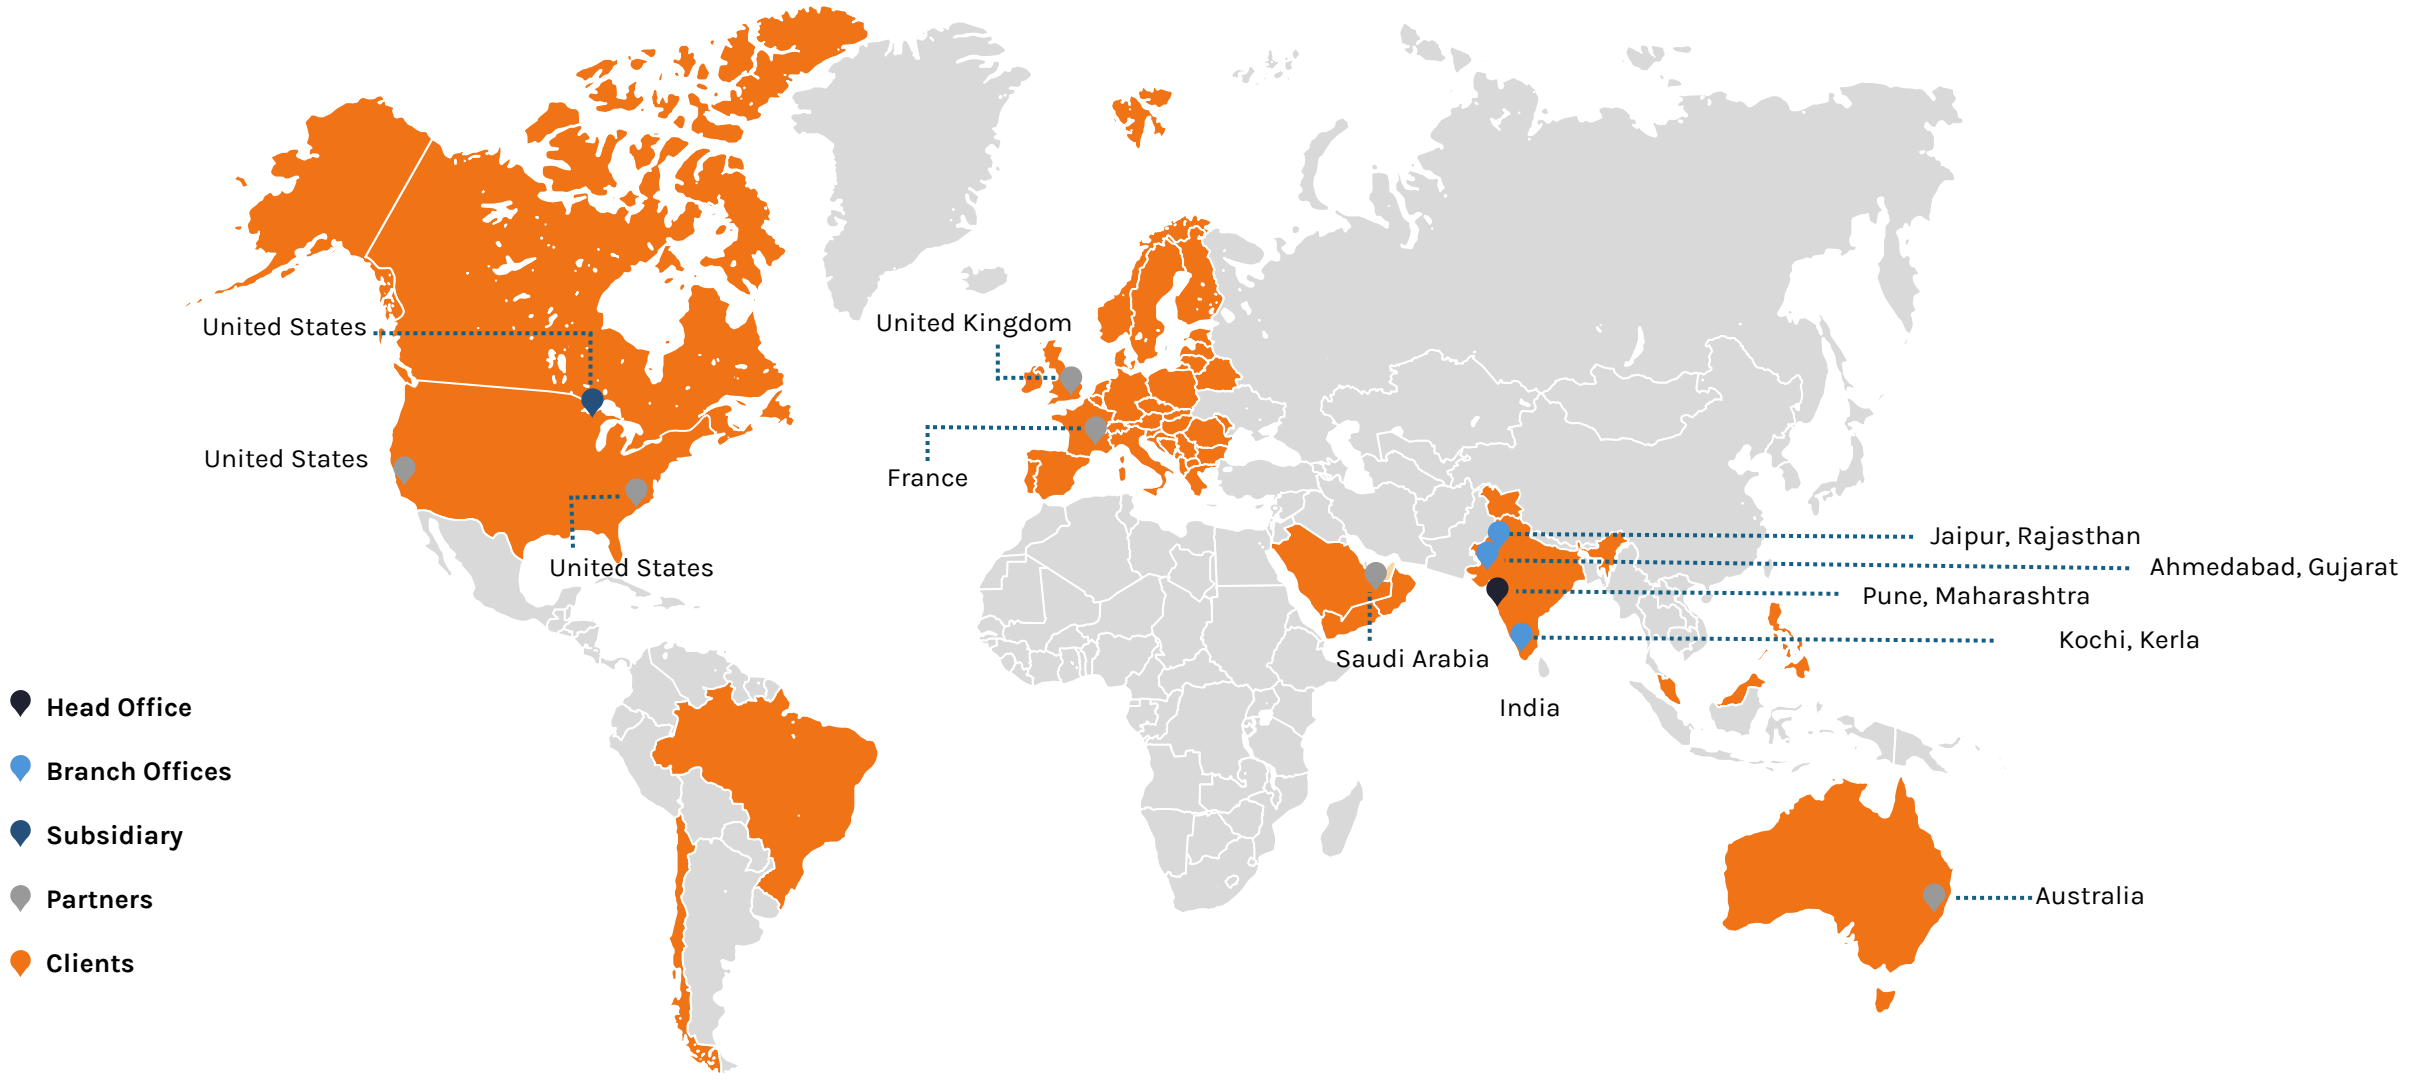 United States
United Kingdom
United States
France
United States
Jaipur, Rajasthan
Ahmedabad, Gujarat
Pune, Maharashtra
Kochi, Kerla
Saudi Arabia
India
Head Office
Branch Offices
Subsidiary
Partners
Clients
Australia